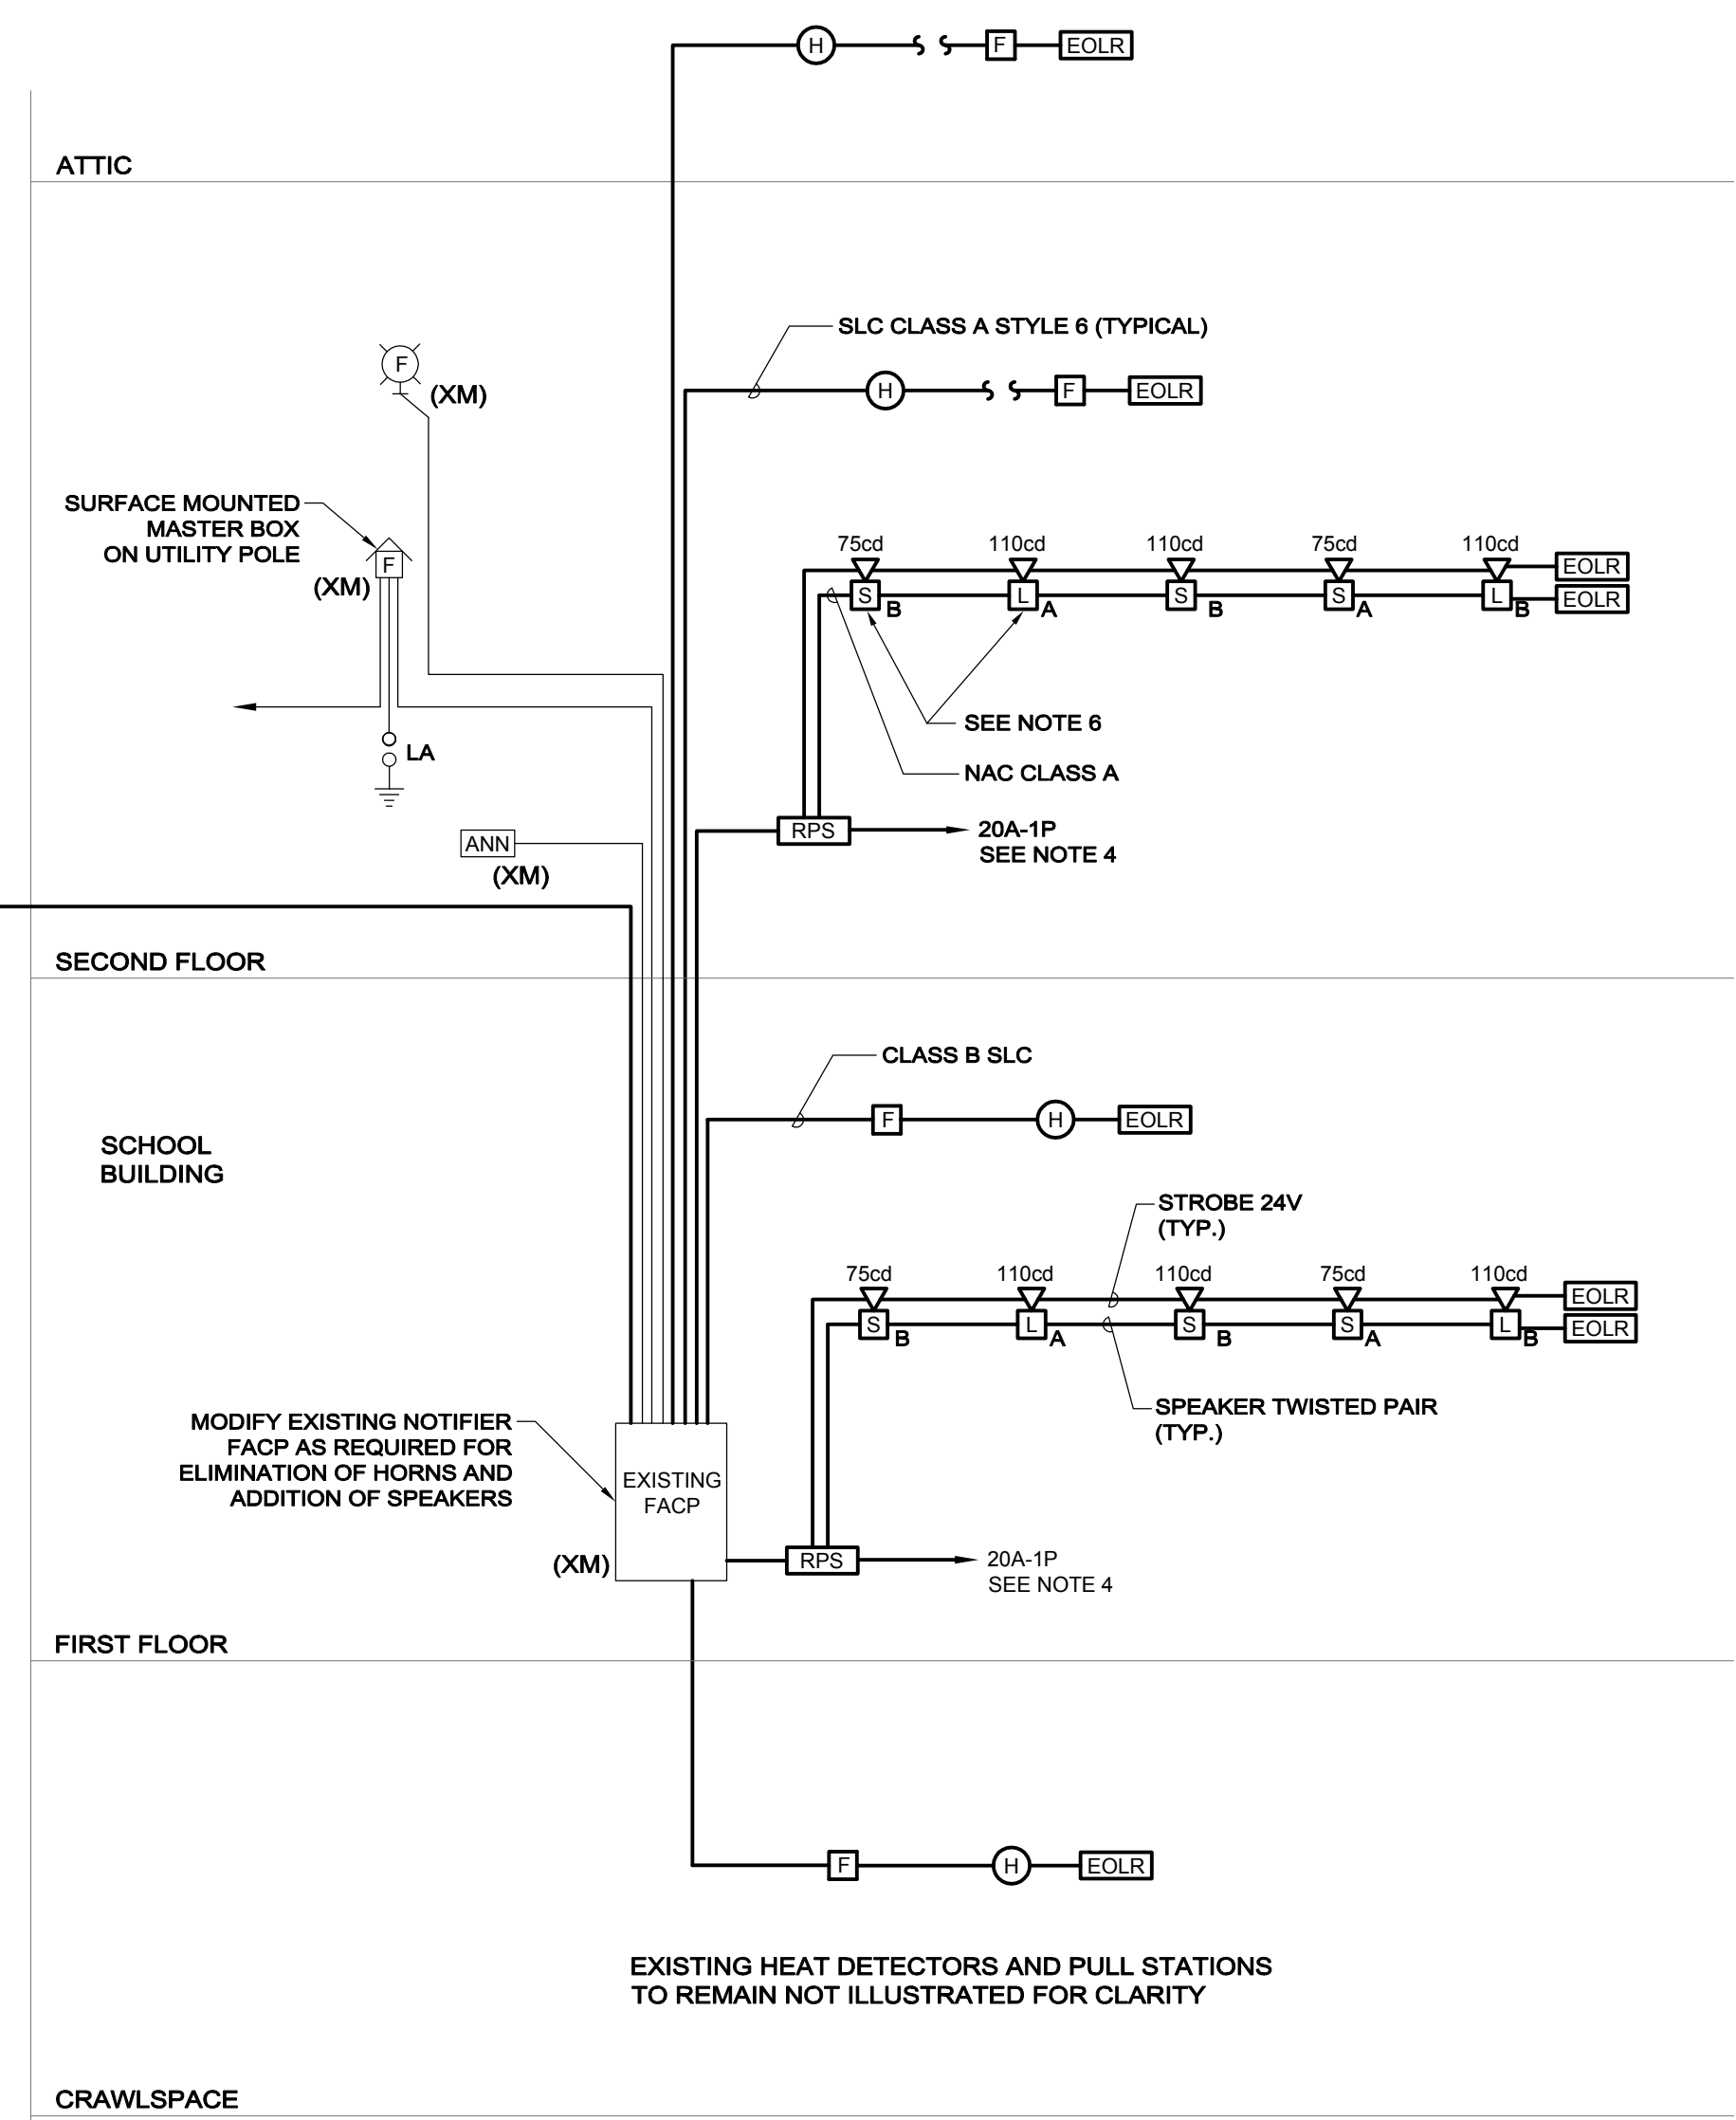 H
F
EOLR
ATTIC
SLC CLASS A STYLE 6 (TYPICAL)
F
(XM)
H
F
EOLR
SURFACE MOUNTED
MASTER BOX
ON UTILITY POLE
F
(XM)
75cd
110cd
110cd
75cd
110cd
EOLR
S
B
L
A
S
B
S
A
L
B
EOLR
SEE NOTE 6
NAC CLASS A
LA
RPS
20A-1P
SEE NOTE 4
ANN
(XM)
SECOND FLOOR
CLASS B SLC
F
H
EOLR
SCHOOL
BUILDING
STROBE 24V
(TYP.)
75cd
110cd
110cd
75cd
110cd
EOLR
S
B
L
A
S
B
S
A
L
B
EOLR
SPEAKER TWISTED PAIR
(TYP.)
MODIFY EXISTING NOTIFIER
FACP AS REQUIRED FOR
ELIMINATION OF HORNS AND
ADDITION OF SPEAKERS
EXISTING
FACP
(XM)
RPS
20A-1P
SEE NOTE 4
FIRST FLOOR
F
H
EOLR
EXISTING HEAT DETECTORS AND PULL STATIONS
TO REMAIN NOT ILLUSTRATED FOR CLARITY
CRAWLSPACE